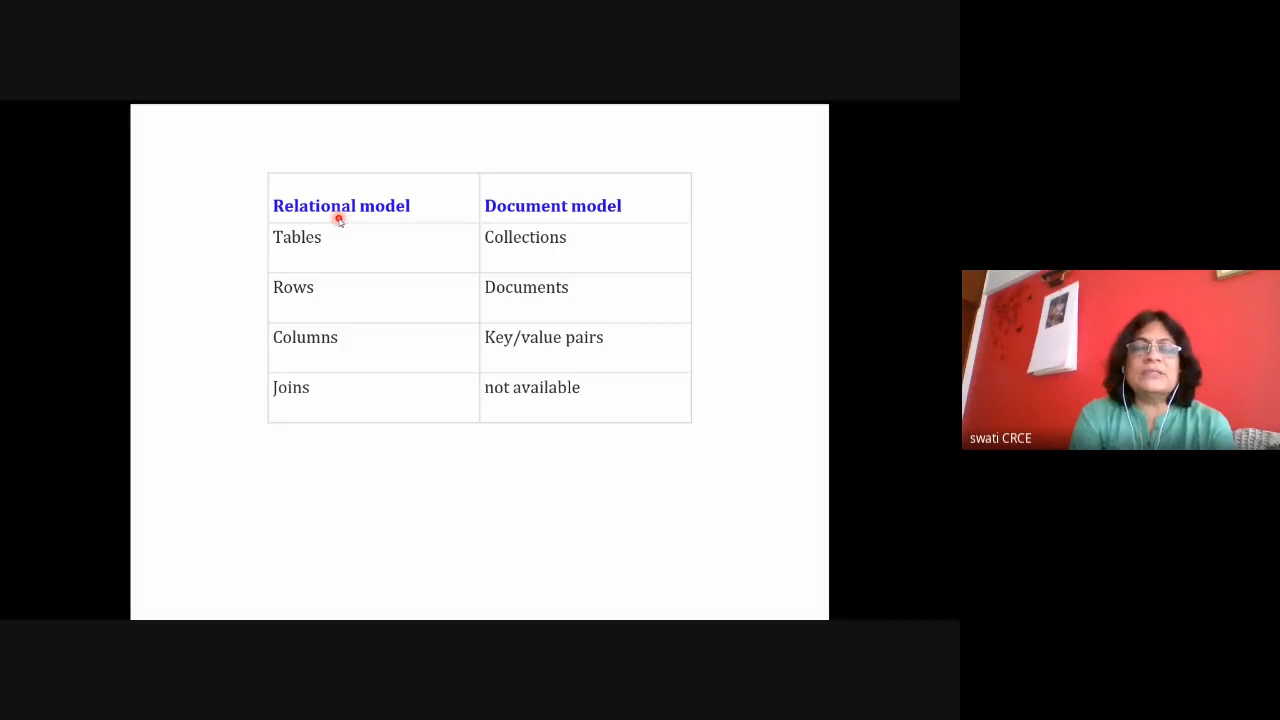 Relational model Document model
Tables Collections
Rows Documents
Columns Key/value pairs
Joins not available
swati CRCE